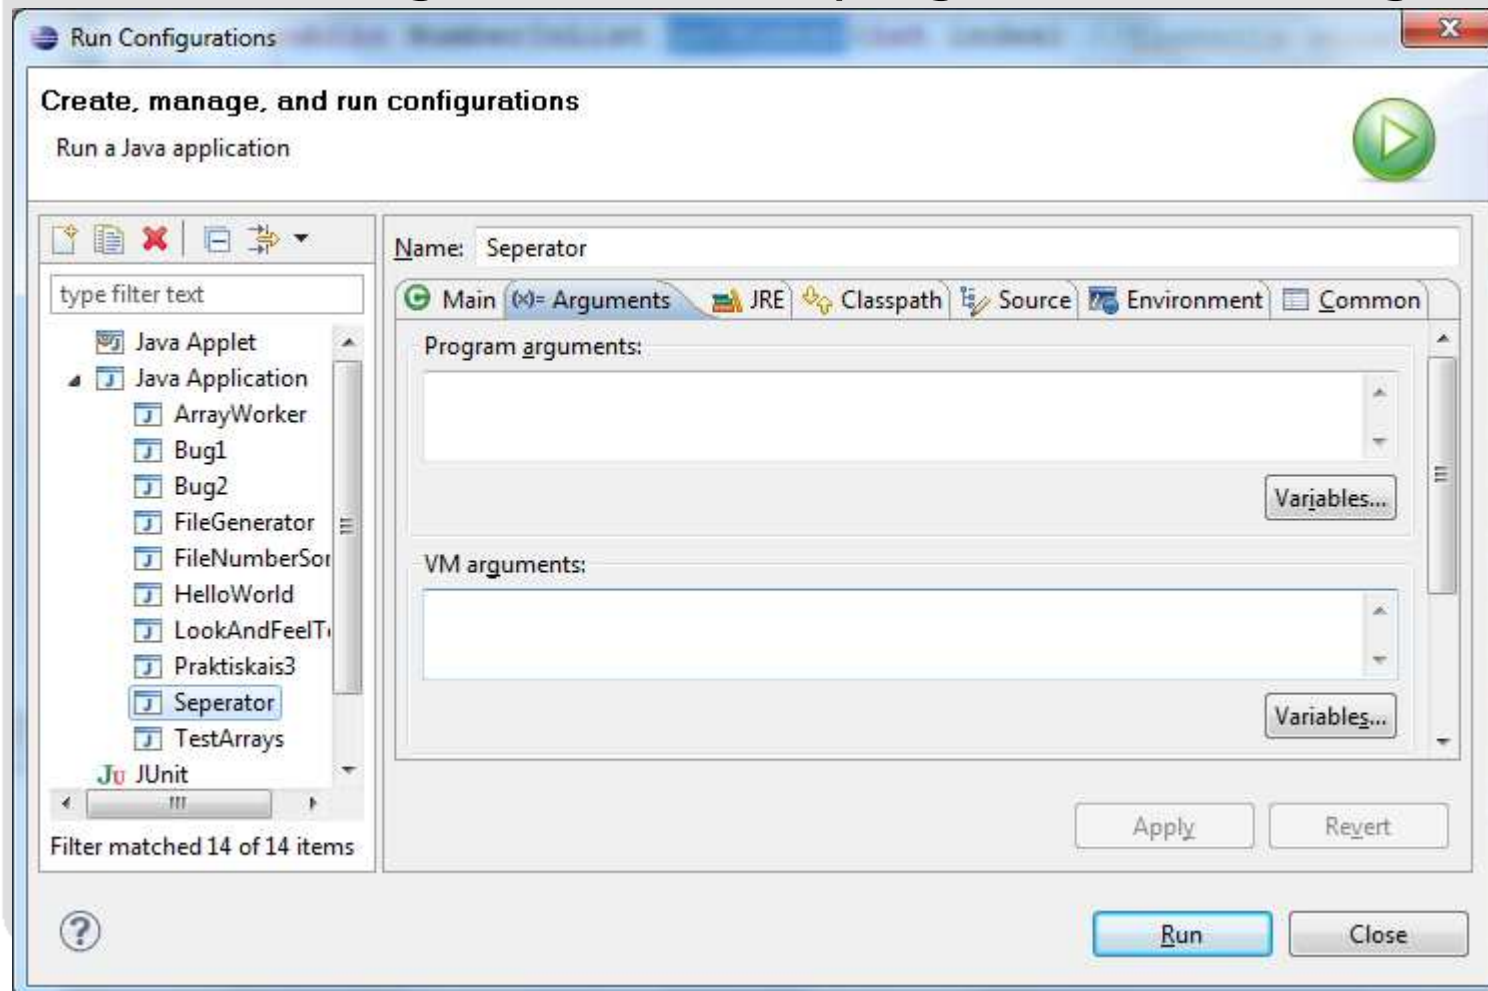 Run Configurations
Create, manage, and run configurations
Run a Java application
type filter text
Java Applet
Java Application
ArrayWorker
Bug1
Bug2
FileGenerator
FileNumberSor
HelloWorld
LookAndFeelT
Praktiskais3
Seperator
TestArrays
Ju JUnit
Filter matched 14 of 14 items
Name: Seperator
Main (x)= Arguments JRE Classpath Source Environment Common
Program arguments:
Variables...
VM arguments:
Variables...
Apply Revert
Run Close